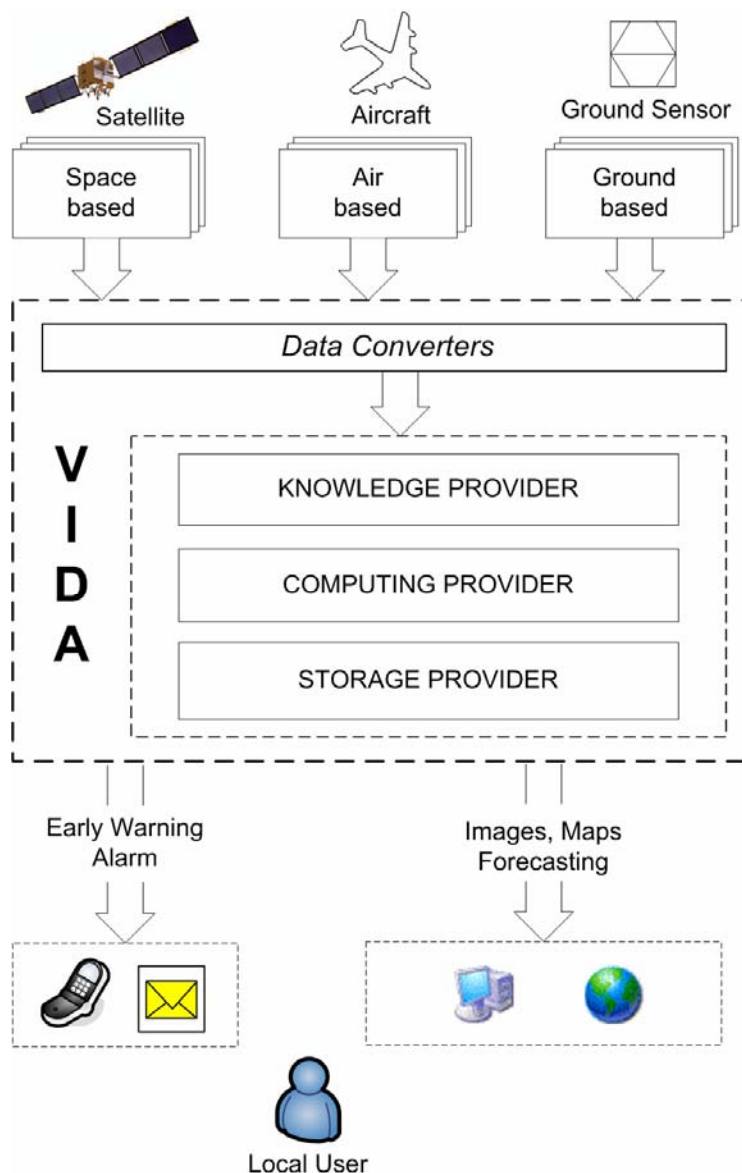 Satellite
Aircraft
Ground Sensor
Space
based
Air
based
Ground
based
Data Converters
V
I
D
A
KNOWLEDGE PROVIDER
COMPUTING PROVIDER
STORAGE PROVIDER
Early Warning
Alarm
Images, Maps
Forecasting
Local User